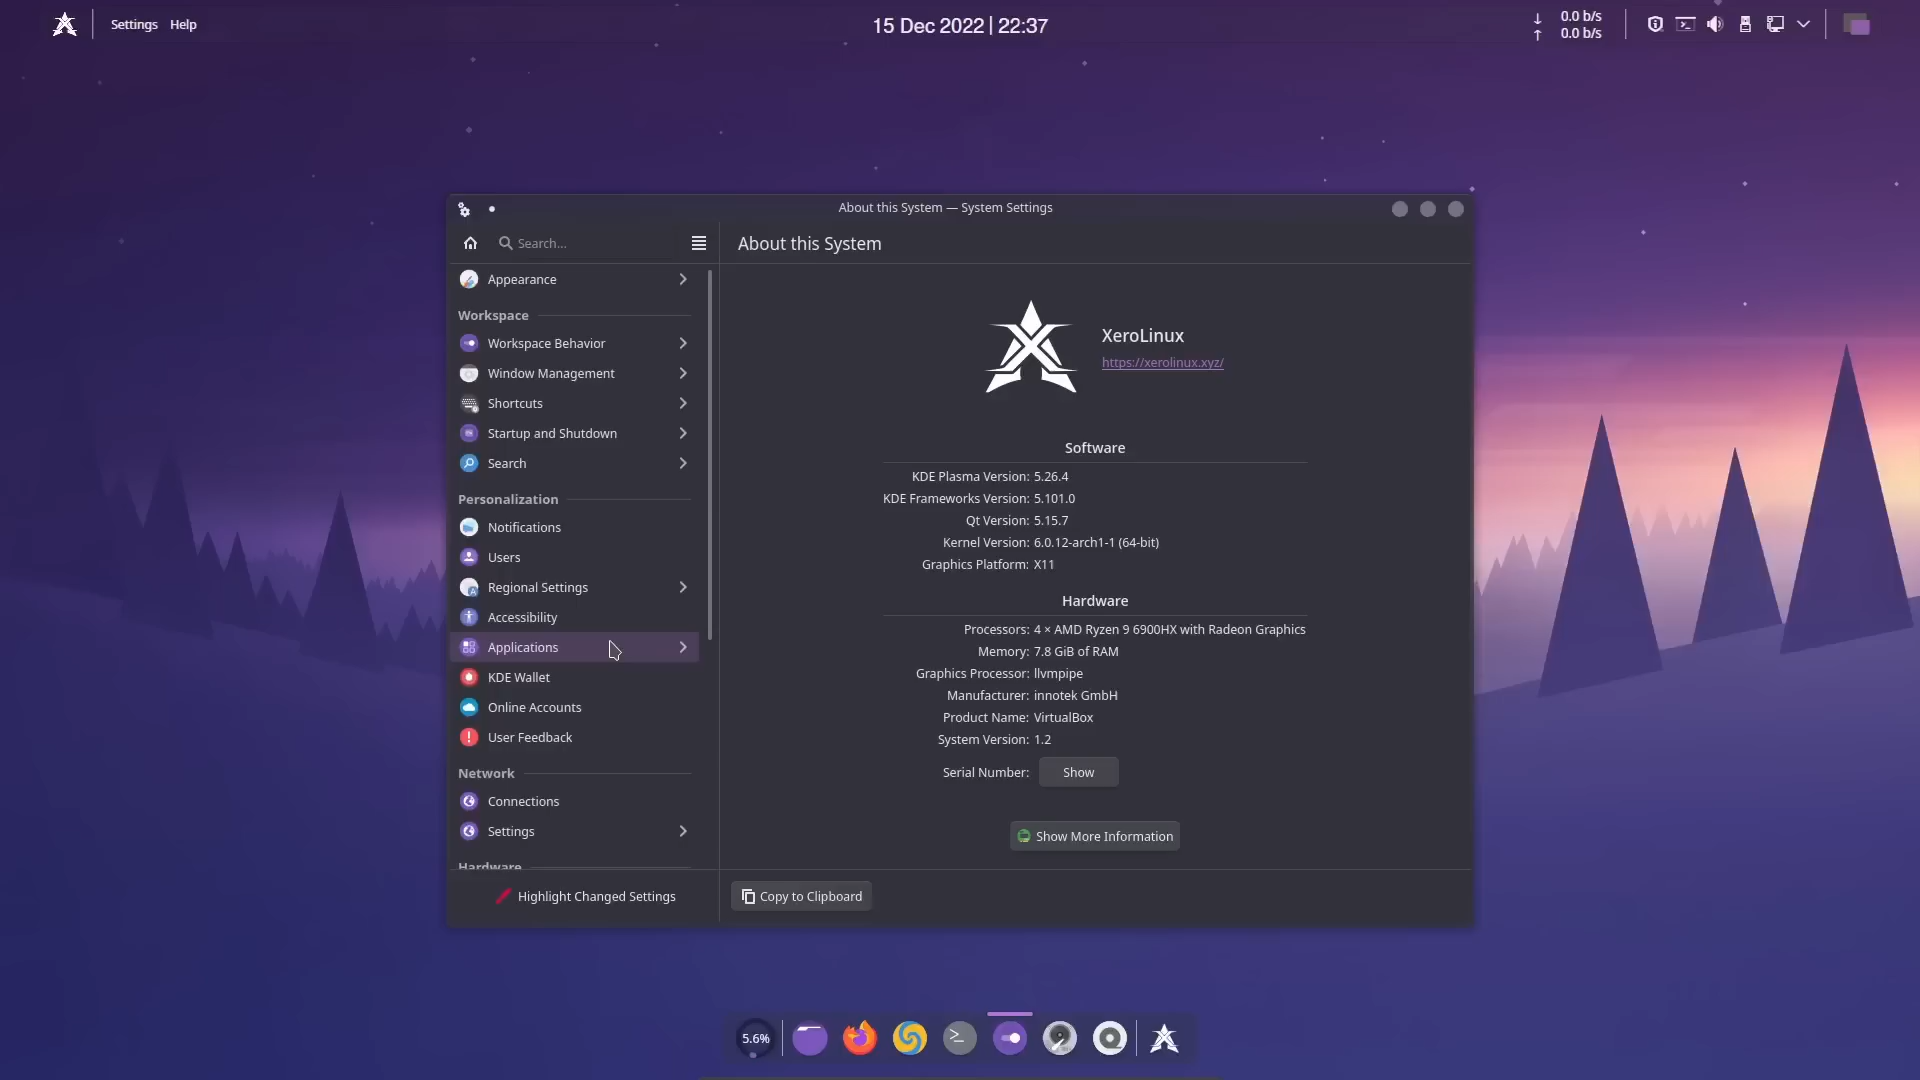 Settings Help
15 Dec 2022 | 22:37
0.0 b/s
0.0 b/s
About this System — System Settings
Search...
About this System
Appearance
Workspace
Workspace Behavior
Window Management
Shortcuts
Startup and Shutdown
Search
Personalization
Notifications
Users
Regional Settings
Accessibility
Applications
KDE Wallet
Online Accounts
User Feedback
Network
Connections
Settings
Hardware
Highlight Changed Settings
XeroLinux
https://xerolinux.xyz/
Software
KDE Plasma Version: 5.26.4
KDE Frameworks Version: 5.101.0
Qt Version: 5.15.7
Kernel Version: 6.0.12-arch1-1 (64-bit)
Graphics Platform: X11
Hardware
Processors: 4 × AMD Ryzen 9 6900HX with Radeon Graphics
Memory: 7.8 GiB of RAM
Graphics Processor: llvmpipe
Manufacturer: innotek GmbH
Product Name: VirtualBox
System Version: 1.2
Serial Number: Show
Show More Information
Copy to Clipboard
5.6%